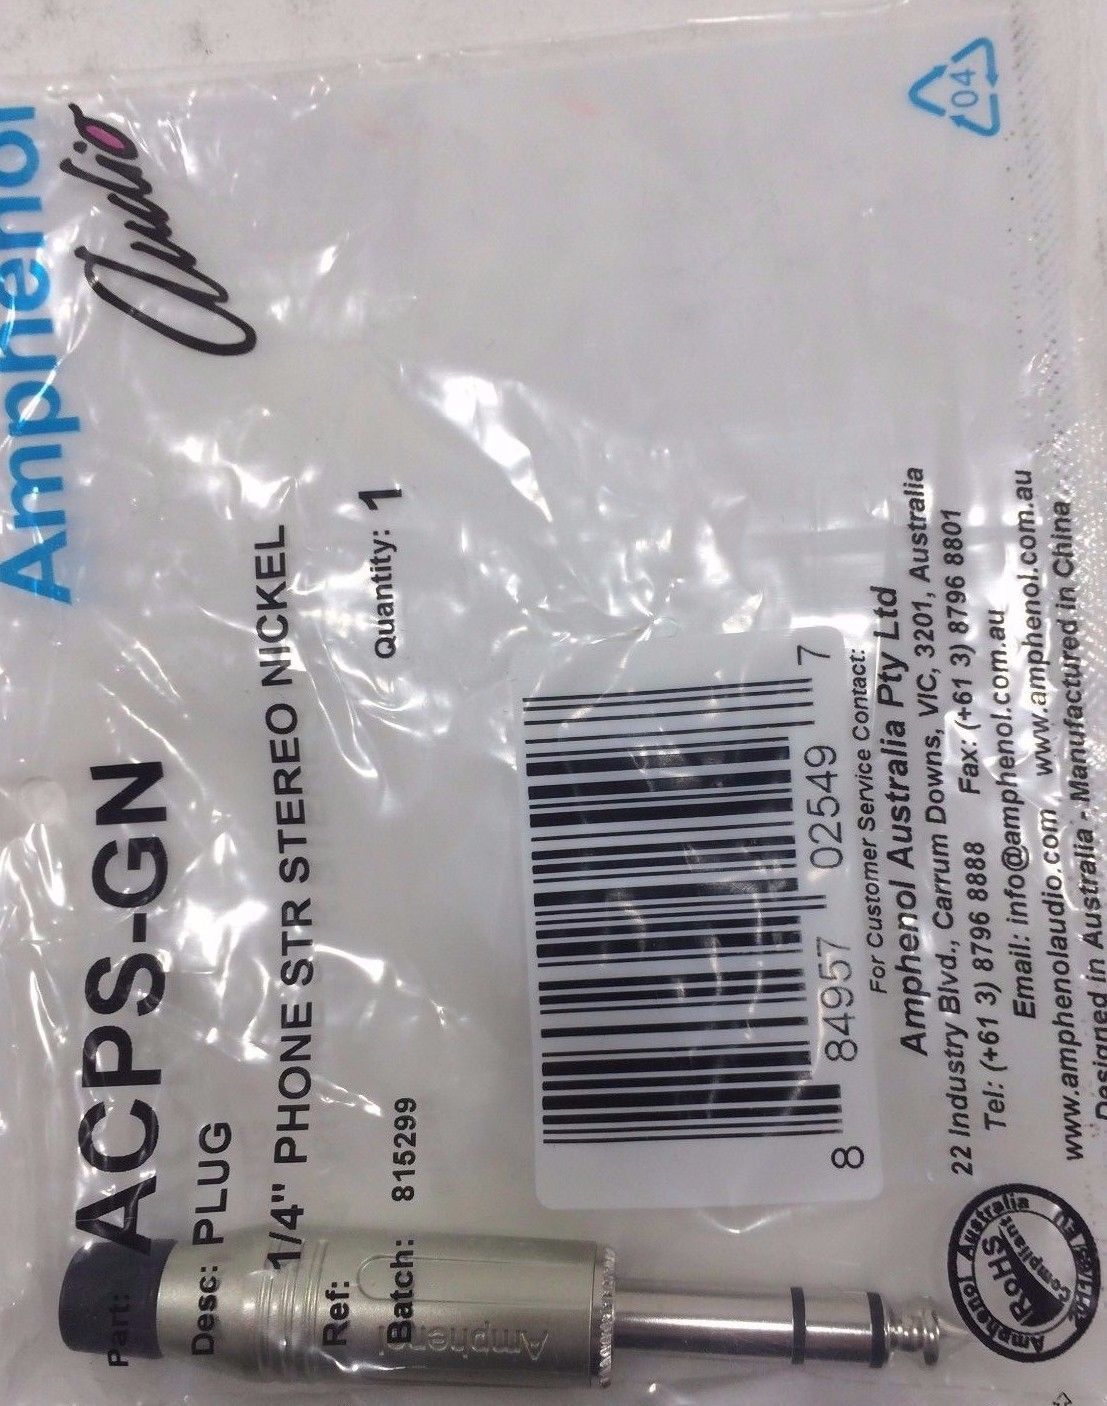 Amphenol
Audio
04
Part: ACPS-GN
Desc: PLUG
1/4" PHONE STR STEREO NICKEL
Ref:
Quantity: 1
Batch: 815299
Amphenol
8 84957 02549 7
For Customer Service Contact:
Amphenol Australia Pty Ltd
22 Industry Blvd., Carrum Downs, VIC, 3201, Australia
Tel: (+61 3) 8796 8888 Fax: (+61 3) 8796 8801
Email: info@amphenol.com.au
www.amphenolaudio.com www.amphenol.com.au
Designed in Australia - Manufactured in China
Amphenol Australia
RoHS
Compliant